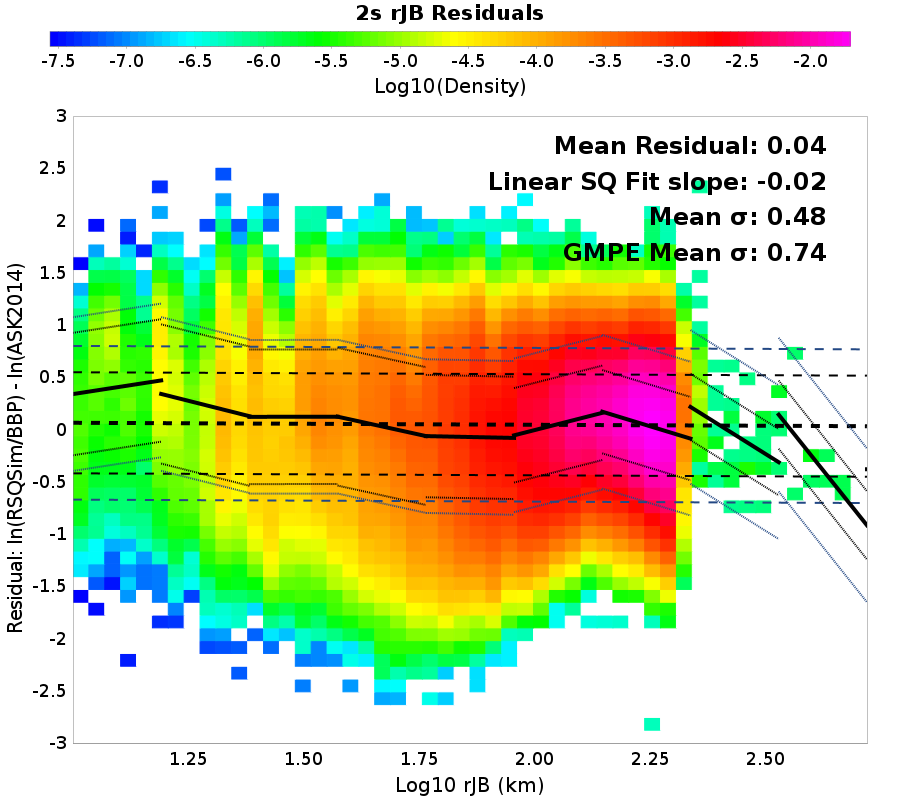 2s rJB Residuals
-7.5 -7.0 -6.5 -6.0 -5.5 -5.0 -4.5 -4.0 -3.5 -3.0 -2.5 -2.0
Log10(Density)
Mean Residual: 0.04
Linear SQ Fit slope: -0.02
Mean σ: 0.48
GMPE Mean σ: 0.74
Residual: ln(RSQSim/BBP) - ln(ASK2014)
3
2.5
2
1.5
1
0.5
0
-0.5
-1
-1.5
-2
-2.5
-3
1.25 1.50 1.75 2.00 2.25 2.50
Log10 rJB (km)